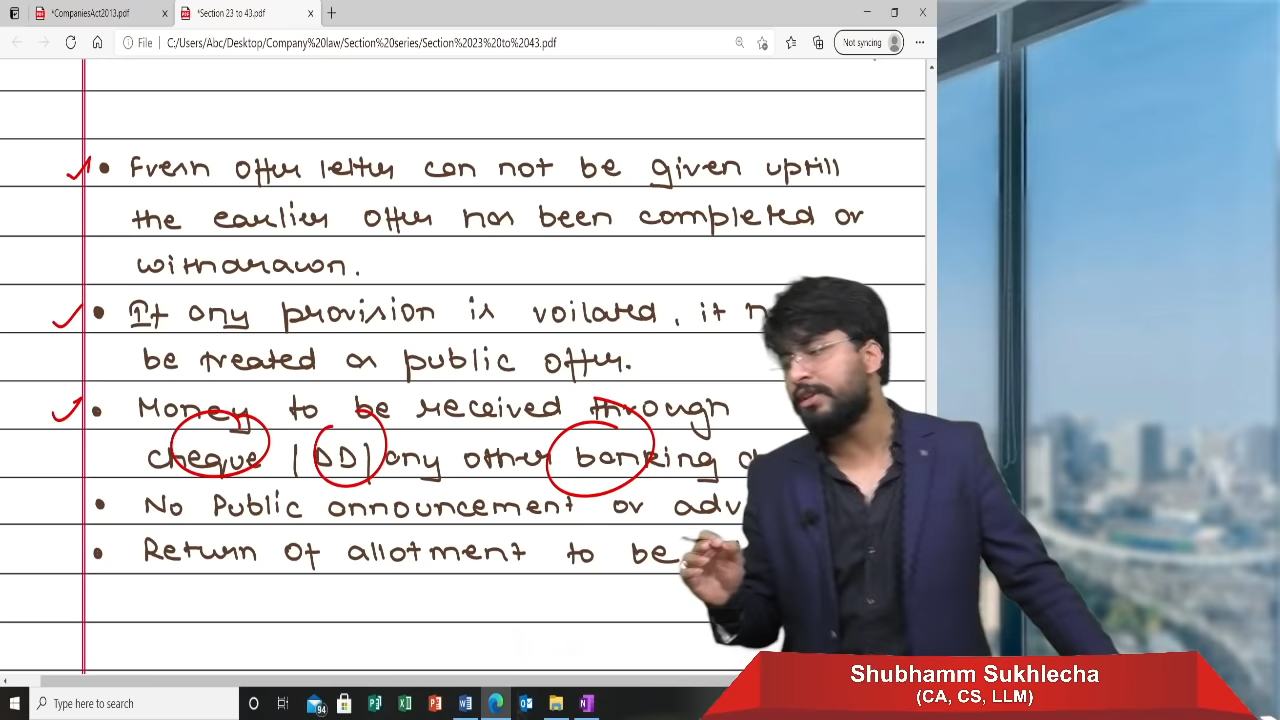 *CompaniesAct2013.pdf
*Section 23 to 43.pdf
File
C:/Users/Abc/Desktop/Company%20law/Section%20series/Section%2023%20to%2043.pdf
Not syncing
• Fresh offer letter can not be given uptill
the earlier offer has been completed or
withdrawn.
• If any provision is voilated, it
be treated as public offer.
• Money to be received through
cheque | DD | any other banking
• No Public announcement or adv
• Return of allotment to be
Shubhamm Sukhlecha
(CA, CS, LLM)
Type here to search
94